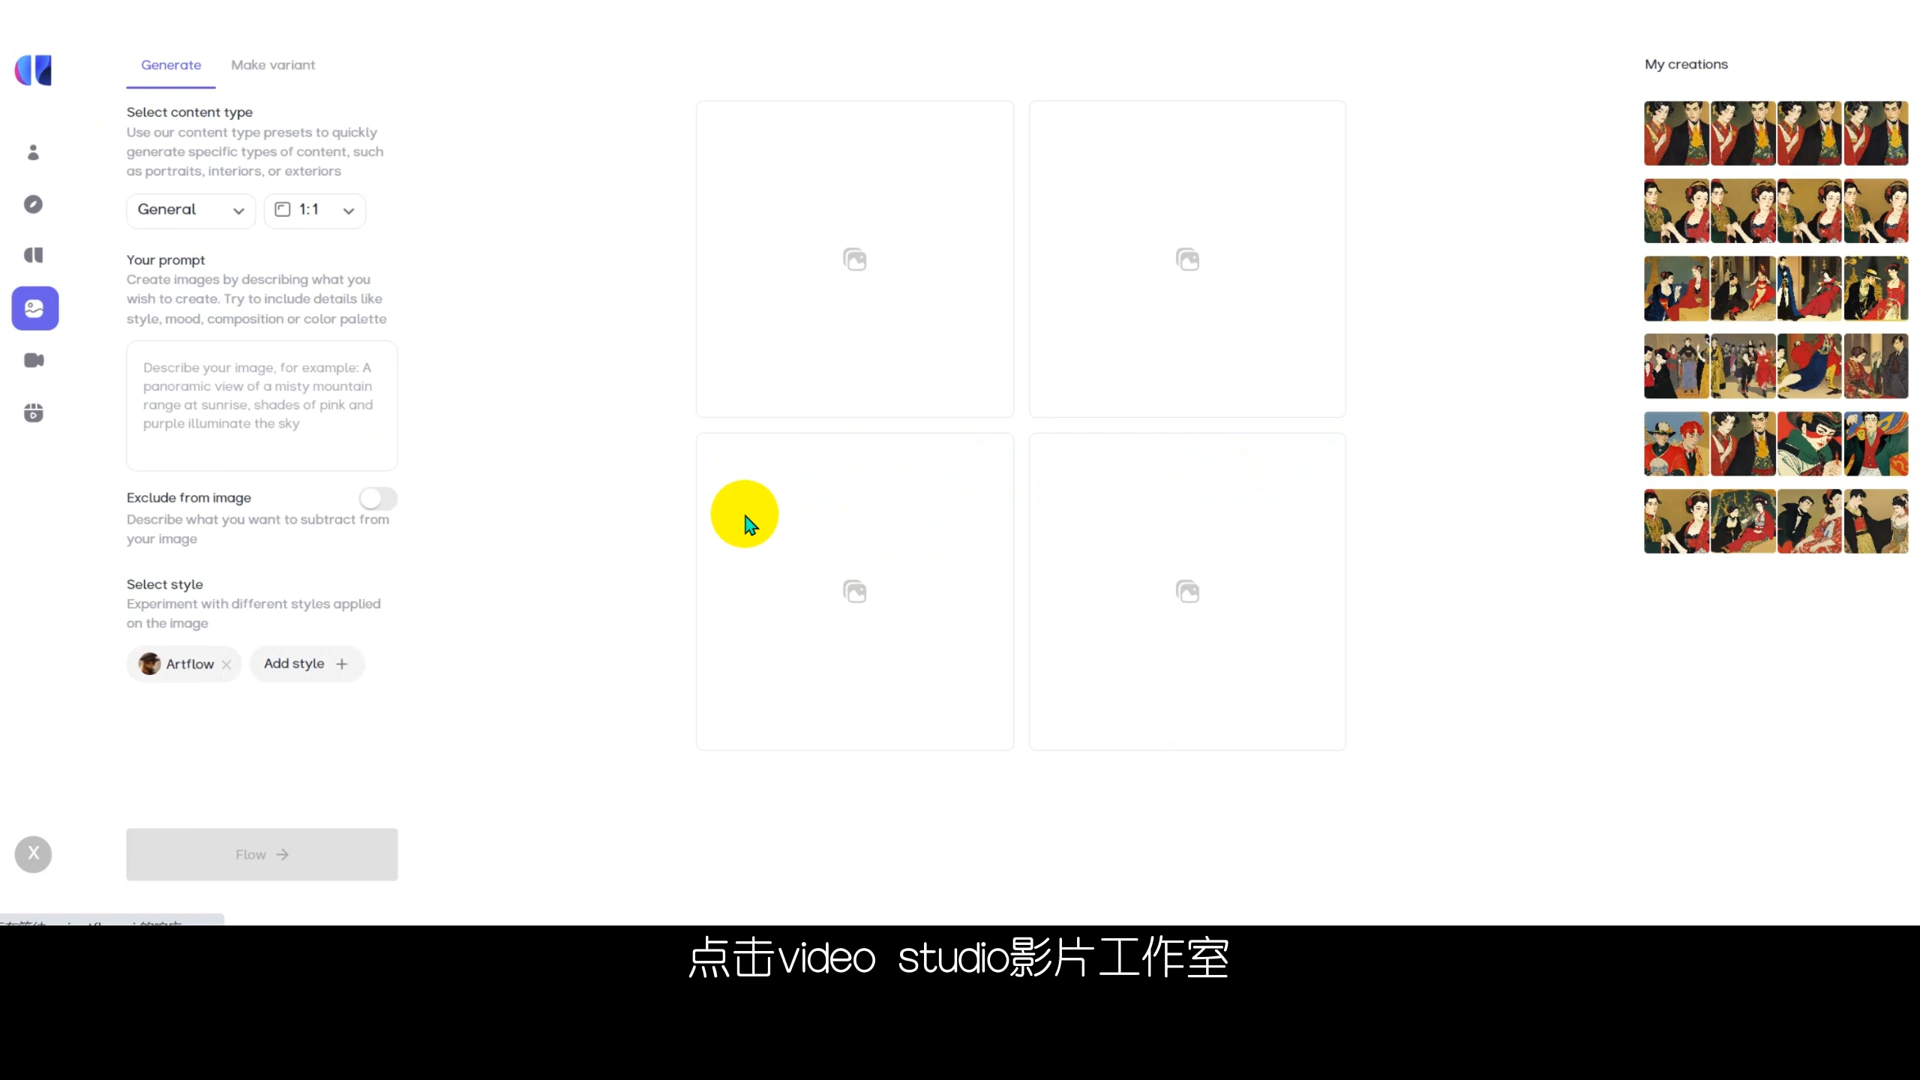 Generate
Make variant
My creations
Select content type
Use our content type presets to quickly
generate specific types of content, such
as portraits, interiors, or exteriors
General
1:1
Your prompt
Create images by describing what you
wish to create. Try to include details like
style, mood, composition or color palette
Describe your image, for example: A
panoramic view of a misty mountain
range at sunrise, shades of pink and
purple illuminate the sky
Exclude from image
Describe what you want to subtract from
your image
Select style
Experiment with different styles applied
on the image
Artflow
Add style
Flow
X
点击video studio影片工作室